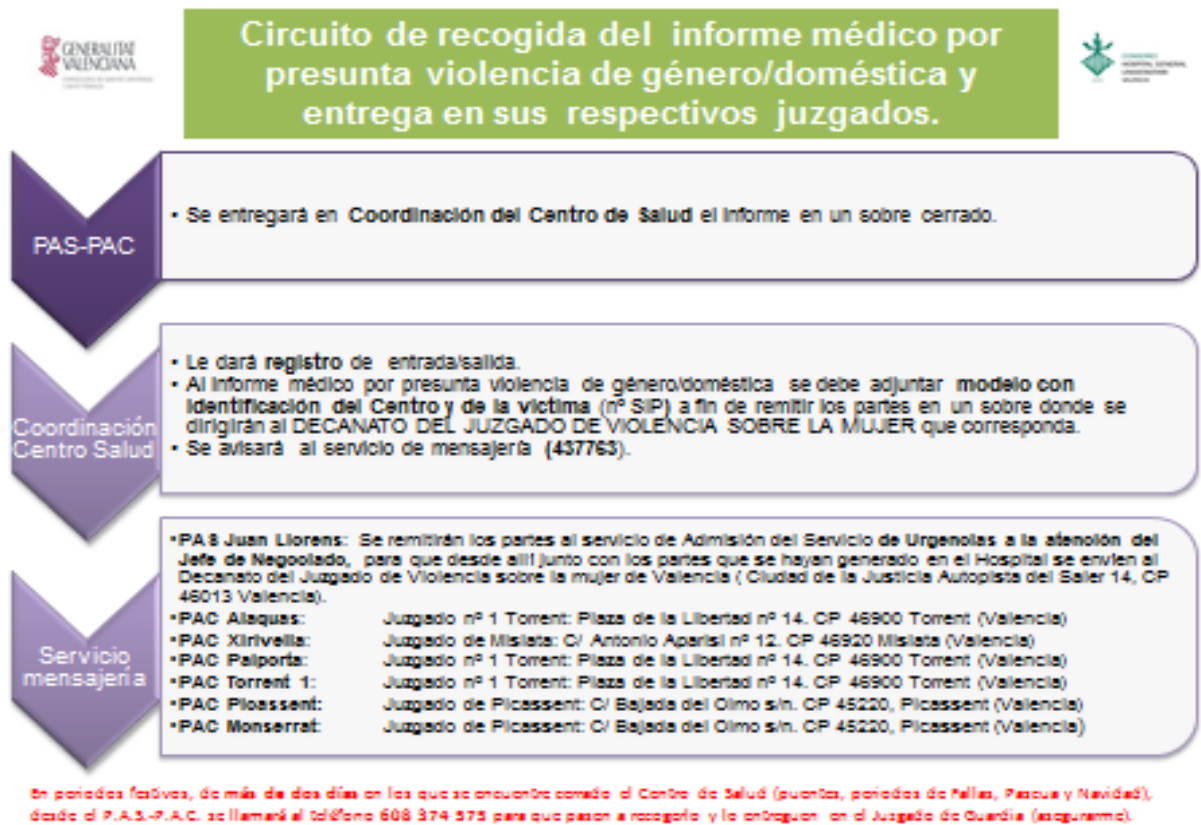 GENERALITAT
VALENCIANA
Circuito de recogida del informe médico por
presunta violencia de género/doméstica y
entrega en sus respectivos juzgados.
CONSORCI
HOSPITAL GENERAL
UNIVERSITARI
VALÈNCIA
PAS-PAC
• Se entregará en Coordinación del Centro de Salud el informe en un sobre cerrado.
Coordinación
Centro Salud
• Le dará registro de entrada/salida.
• Al informe médico por presunta violencia de género/doméstica se debe adjuntar modelo con
identificación del Centro y de la víctima (nº SIP) a fin de remitir los partes en un sobre donde se
dirigirán al DECANATO DEL JUZGADO DE VIOLENCIA SOBRE LA MUJER que corresponda.
• Se avisará al servicio de mensajería (437763).
Servicio
mensajería
•PAS Juan Llorens: Se remitirán los partes al servicio de Admisión del Servicio de Urgencias a la atención del
Jefe de Negociado, para que desde allí junto con los partes que se hayan generado en el Hospital se envíen al
Decanato del Juzgado de Violencia sobre la mujer de Valencia ( Ciudad de la Justicia Autopista del Saler 14, CP
46013 Valencia).
•PAC Alaquas: Juzgado nº 1 Torrent: Plaza de la Libertad nº 14. CP 46900 Torrent (Valencia)
•PAC Xirivella: Juzgado de Mislata: C/ Antonio Aparisi nº 12. CP 46920 Mislata (Valencia)
•PAC Paiporta: Juzgado nº 1 Torrent: Plaza de la Libertad nº 14. CP 46900 Torrent (Valencia)
•PAC Torrent 1: Juzgado nº 1 Torrent: Plaza de la Libertad nº 14. CP 46900 Torrent (Valencia)
•PAC Picassent: Juzgado de Picassent: C/ Bajada del Olmo s/n. CP 45220, Picassent (Valencia)
•PAC Monserrat: Juzgado de Picassent: C/ Bajada del Olmo s/n. CP 45220, Picassent (Valencia)
En periodos festivos, de más de dos días en los que se encuentre cerrado el Centro de Salud (puentes, periodos de Fallas, Pascua y Navidad),
desde el P.A.S.-P.A.C. se llamará al teléfono 608 374 575 para que pasen a recogerlo y lo entreguen en el Juzgado de Guardia (asegurarme).